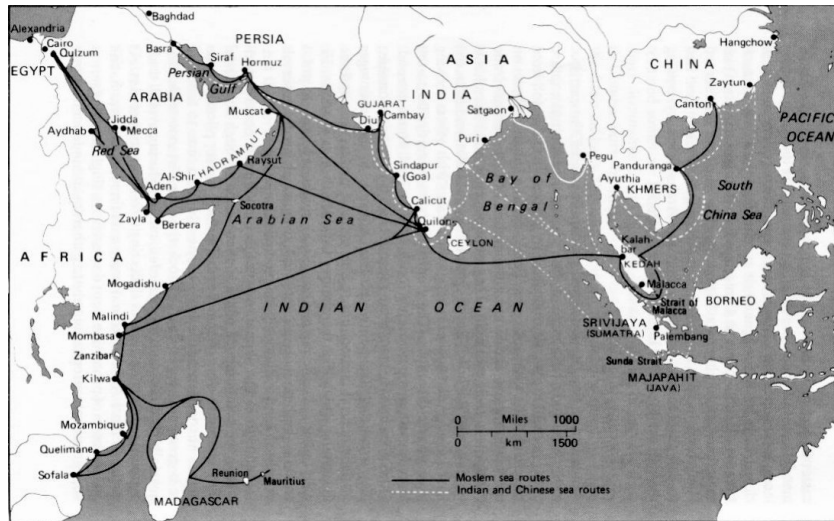 Alexandria
Cairo
Qulzum
EGYPT
Baghdad
Basra
Siraf
PERSIA
Hormuz
Persian
Gulf
ARABIA
Muscat
Jidda
Mecca
Aydhab
Red Sea
HADRAMAUT
Al-Shir
Raysut
Aden
Zayla
Berbera
Socotra
Arabian Sea
ASIA
INDIA
GUJARAT
Cambay
Diu
Satgaon
Puri
Sindapur
(Goa)
Calicut
Quilon
CEYLON
Bay of
Bengal
CHINA
Hangchow
Zaytun
Canton
PACIFIC
OCEAN
Pegu
Panduranga
Ayuthia
KHMERS
South
China Sea
Kalah-
bar
KEDAH
Malacca
Strait of
Malacca
BORNEO
SRIVIJAYA
(SUMATRA)
Palembang
Sunda Strait
MAJAPAHIT
(JAVA)
AFRICA
Mogadishu
Malindi
Mombasa
Zanzibar
Kilwa
Mozambique
Quelimane
Sofala
MADAGASCAR
Reunion
Mauritius
INDIAN OCEAN
0 Miles 1000
0 km 1500
Moslem sea routes
Indian and Chinese sea routes